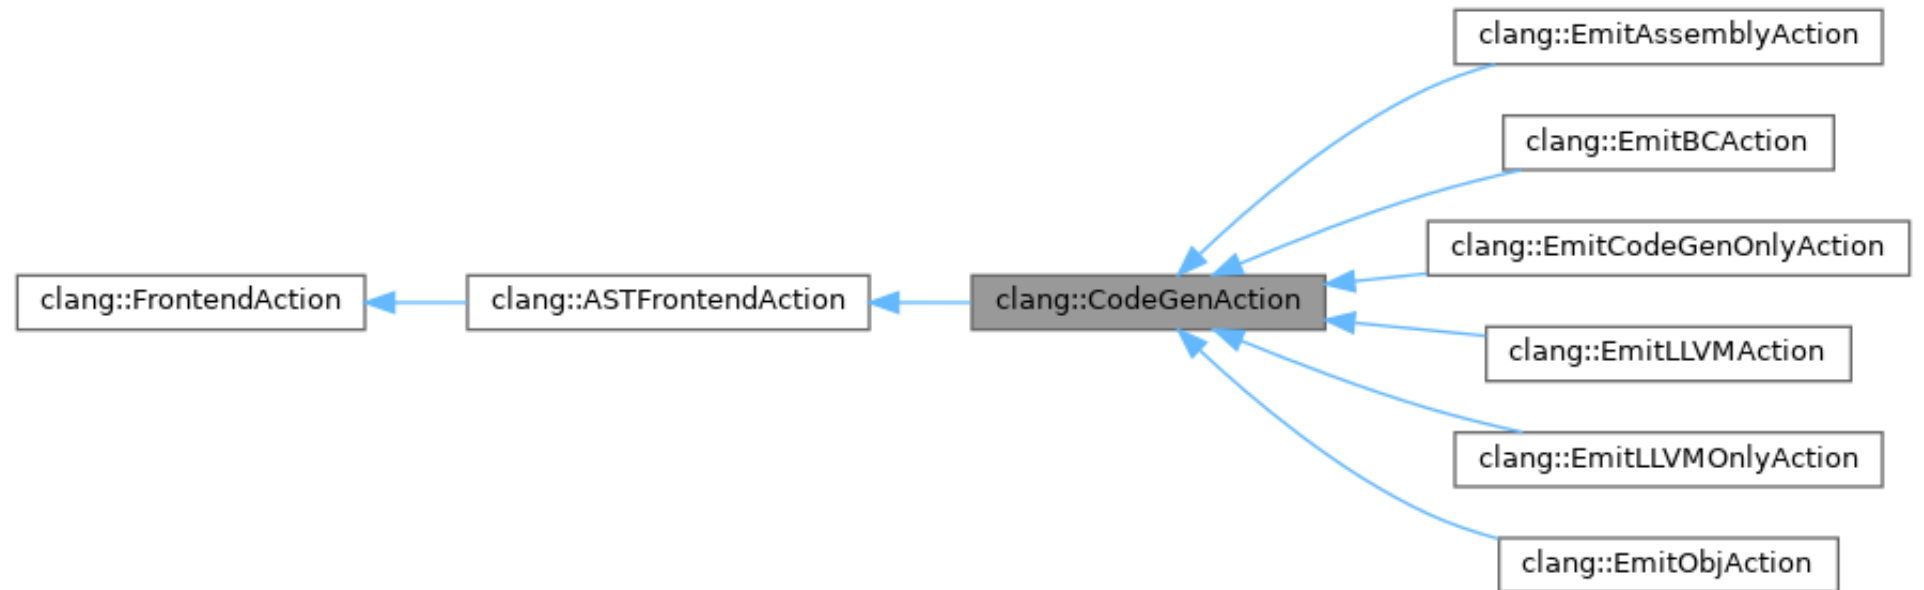 clang::EmitAssemblyAction
clang::EmitBCAction
clang::EmitCodeGenOnlyAction
clang::FrontendAction
clang::ASTFrontendAction
clang::CodeGenAction
clang::EmitLLVMAction
clang::EmitLLVMOnlyAction
clang::EmitObjAction